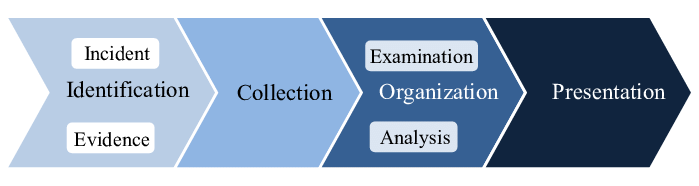 Incident
Identification
Evidence
Collection
Examination
Organization
Analysis
Presentation